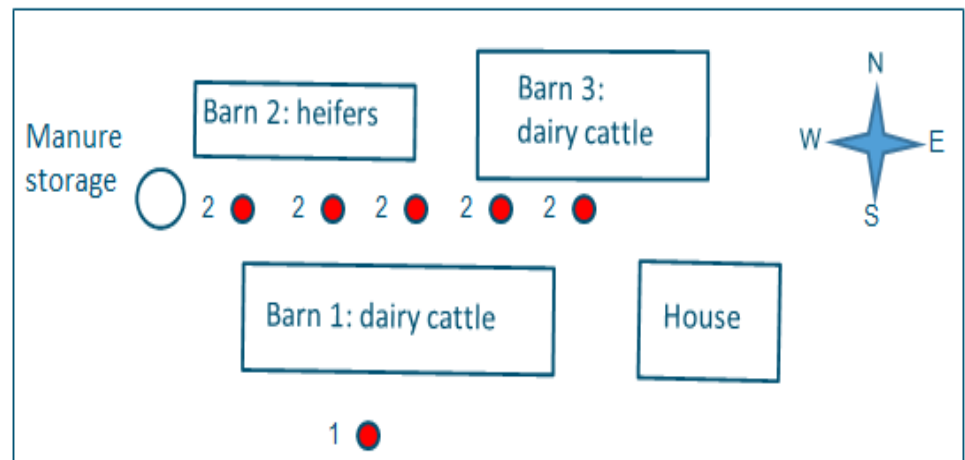 N
Barn 3:
dairy cattle
Barn 2: heifers
Manure
storage
W
E
S
2
2
2
2
2
Barn 1: dairy cattle
House
1